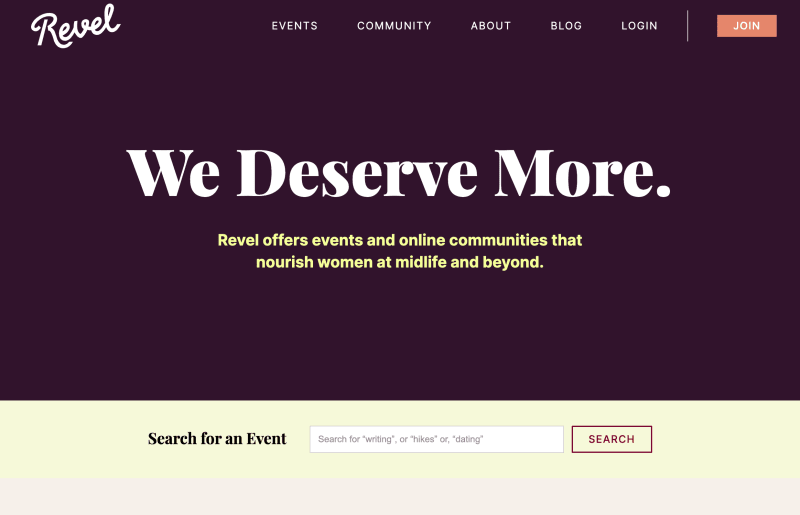 Revel
EVENTS
COMMUNITY
ABOUT
BLOG
LOGIN
JOIN
We Deserve More.
Revel offers events and online communities that
nourish women at midlife and beyond.
Search for an Event
Search for "writing", or "hikes" or, "dating"
SEARCH